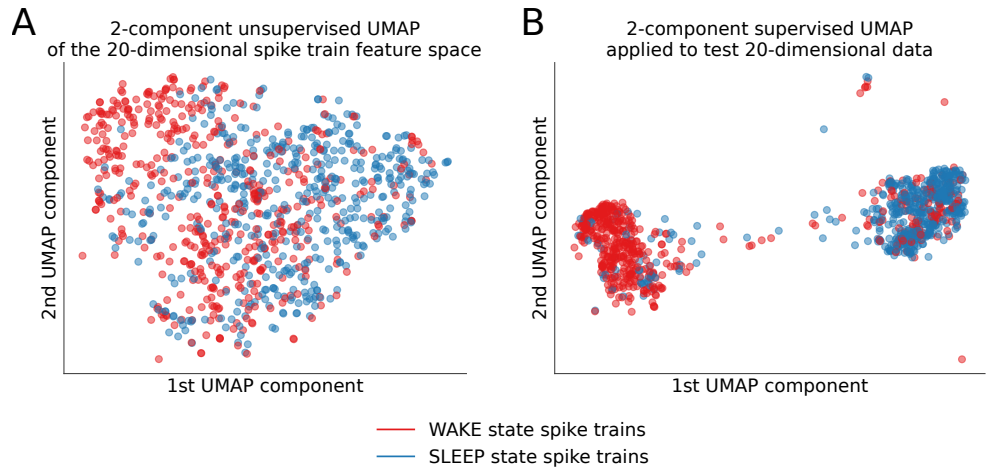 A
2-component unsupervised UMAP
of the 20-dimensional spike train feature space
2nd UMAP component
1st UMAP component
B
2-component supervised UMAP
applied to test 20-dimensional data
2nd UMAP component
1st UMAP component
WAKE state spike trains
SLEEP state spike trains